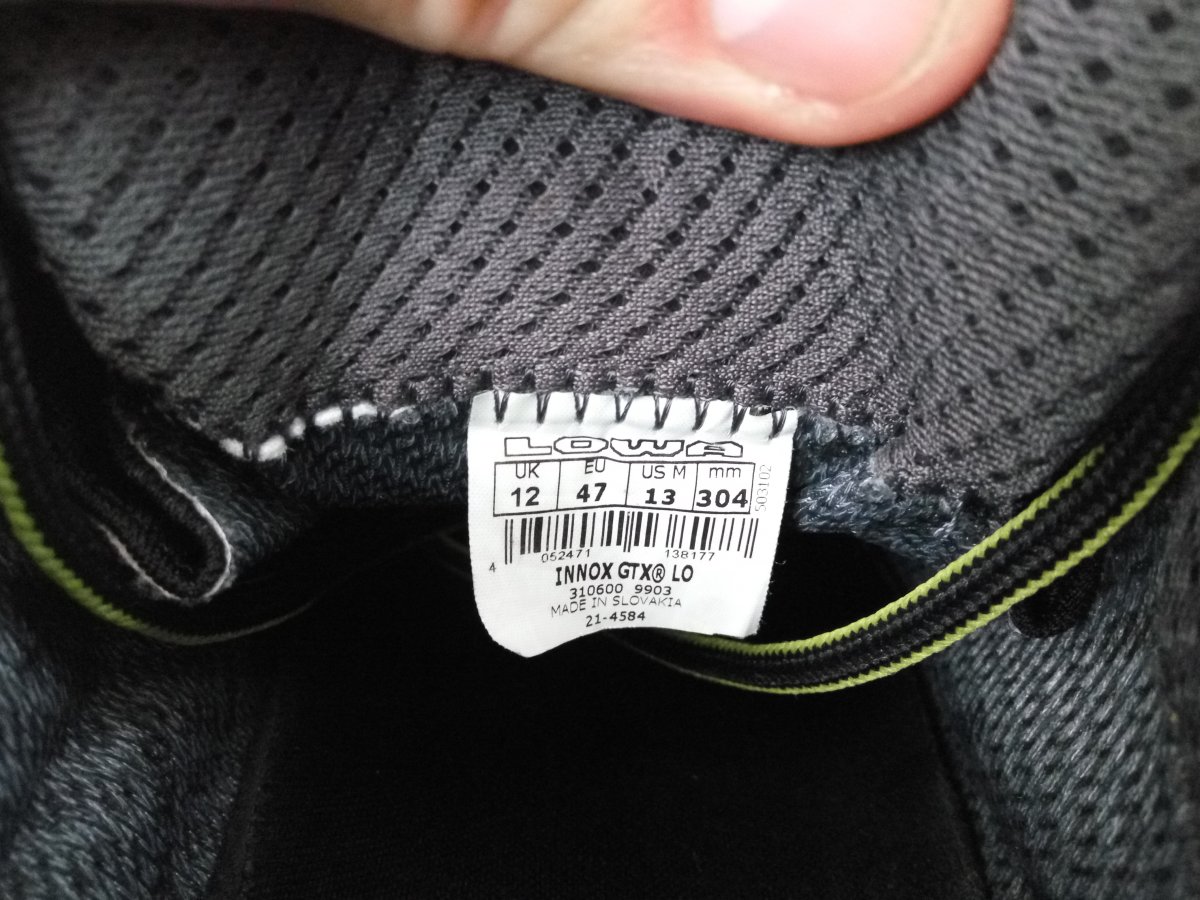 LOWA
UK EU US M mm
12 47 13 304
503102
4 052471 138177
INNOX GTX® LO
310600 9903
MADE IN SLOVAKIA
21-4584